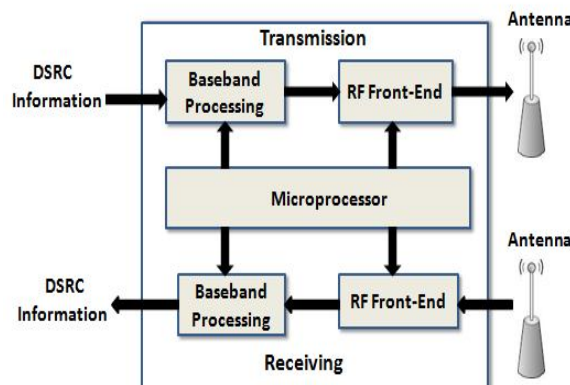 Antenna
Transmission
DSRC
Information
Baseband
Processing
RF Front-End
Microprocessor
Antenna
DSRC
Information
Baseband
Processing
RF Front-End
Receiving